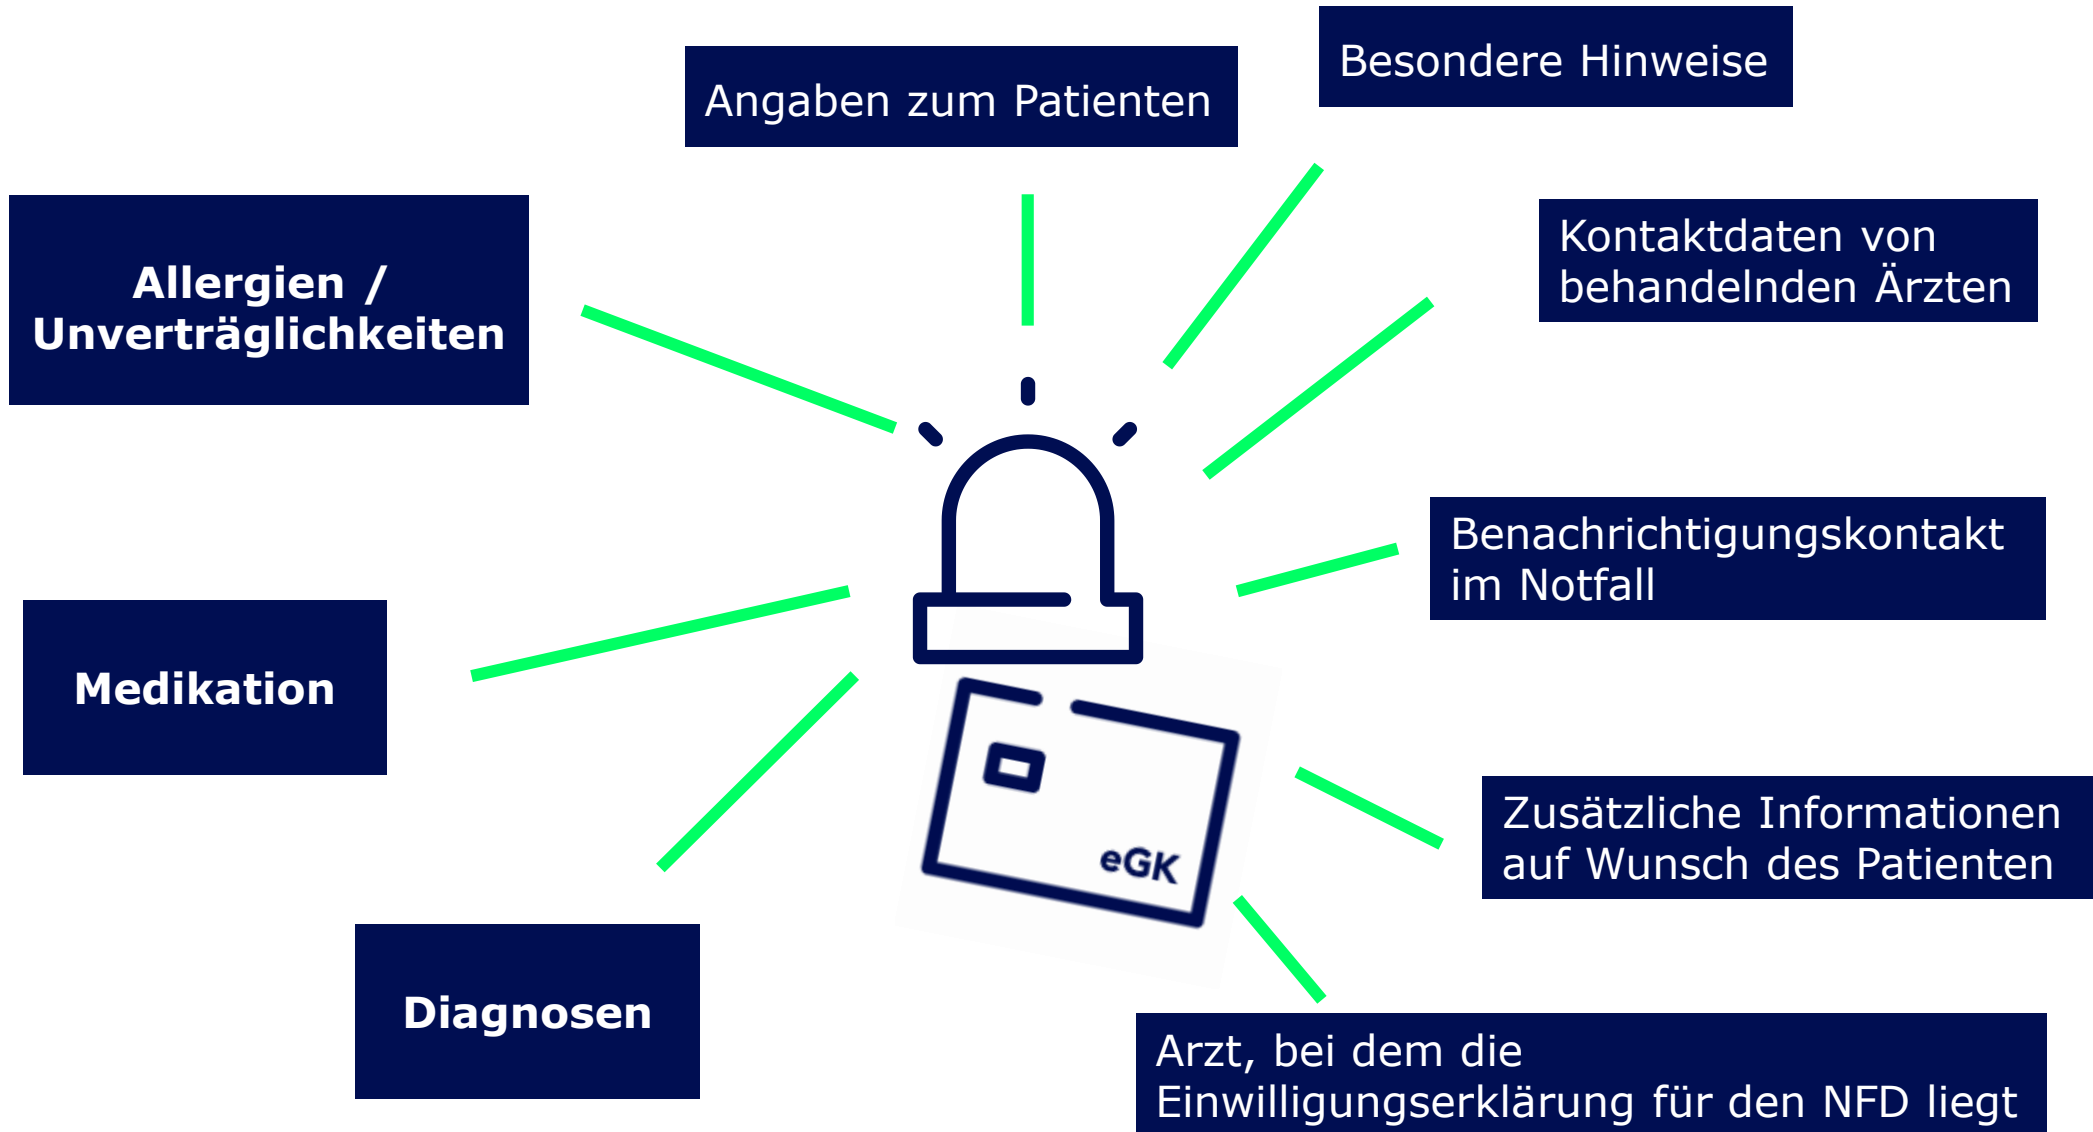 Besondere Hinweise
Angaben zum Patienten
Allergien /
Unverträglichkeiten
Kontaktdaten von
behandelnden Ärzten
Benachrichtigungskontakt
im Notfall
Medikation
Zusätzliche Informationen
auf Wunsch des Patienten
eGK
Diagnosen
Arzt, bei dem die
Einwilligungserklärung für den NFD liegt